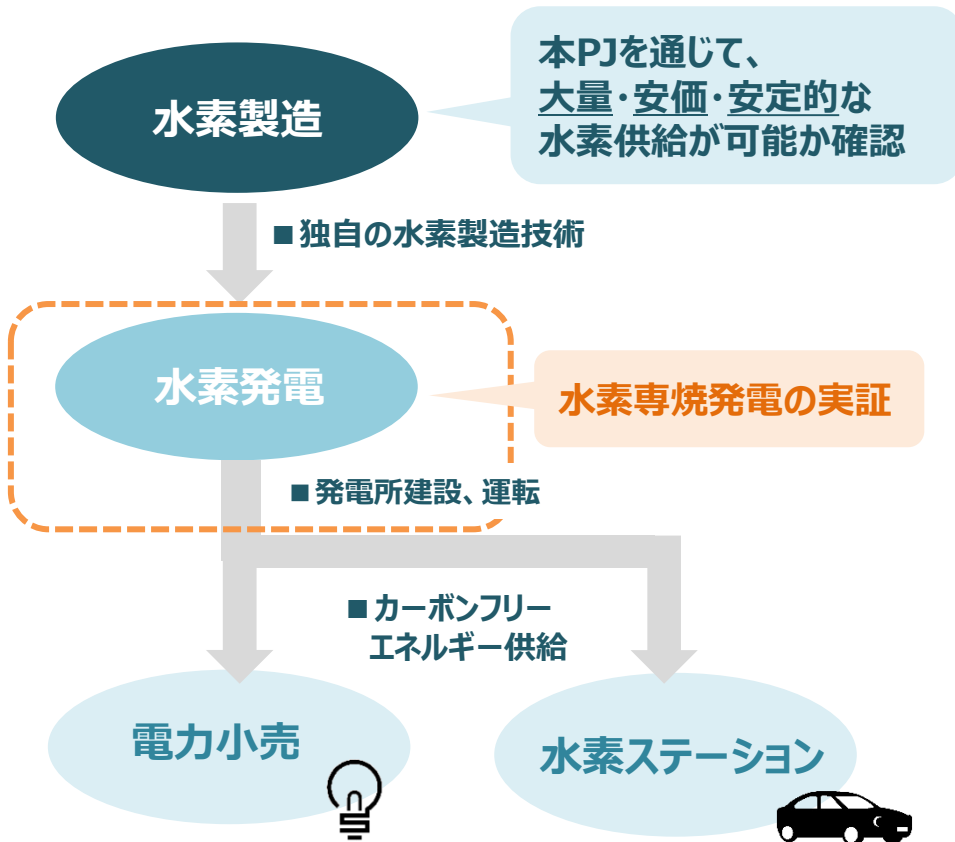 水素製造
本PJを通じて、
大量・安価・安定的な
水素供給が可能か確認
■独自の水素製造技術
水素発電
水素専焼発電の実証
■発電所建設、運転
■カーボンフリー
エネルギー供給
電力小売
水素ステーション